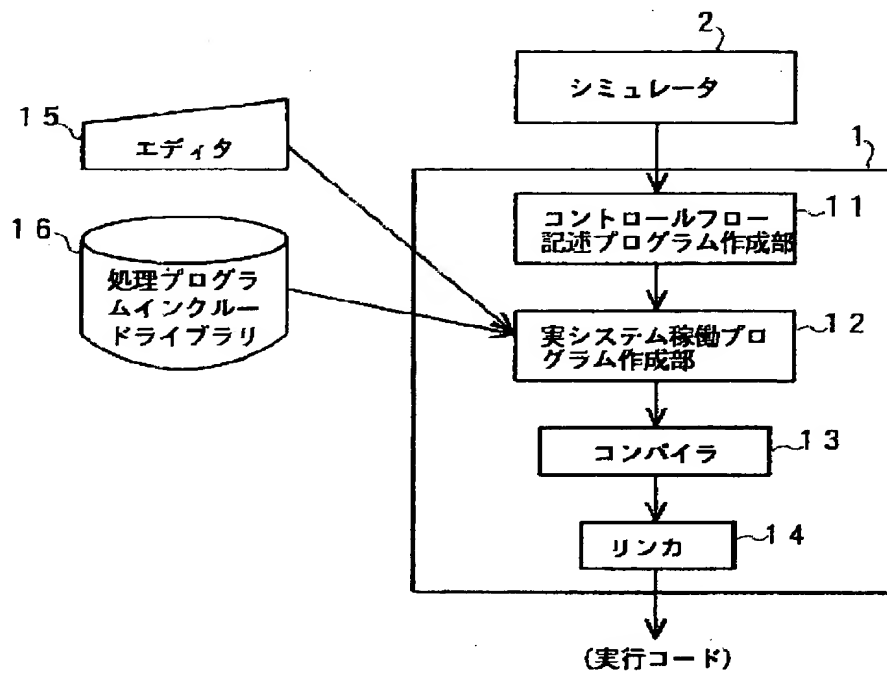 2
シミュレータ
15
エディタ
1
16
処理プログラ
ムインクルー
ドライブラリ
コントロールフロー
記述プログラム作成部
11
実システム稼働プロ
グラム作成部
12
コンパイラ
13
リンカ
14
(実行コード)